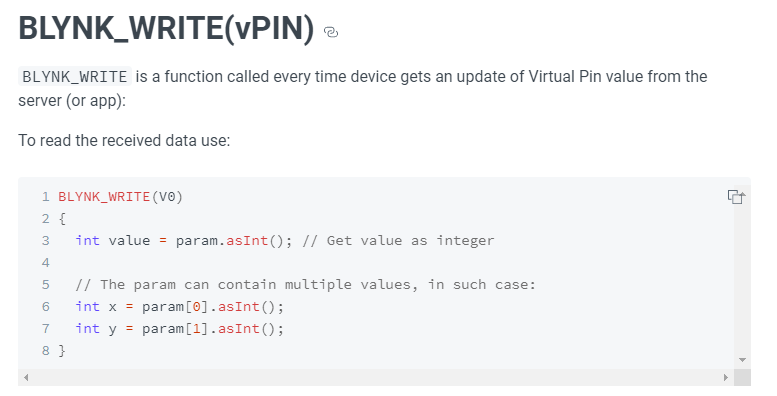 BLYNK_WRITE(vPIN)
BLYNK_WRITE is a function called every time device gets an update of Virtual Pin value from the
server (or app):
To read the received data use:
1 BLYNK_WRITE(V0)
2 {
3   int value = param.asInt(); // Get value as integer
4
5   // The param can contain multiple values, in such case:
6   int x = param[0].asInt();
7   int y = param[1].asInt();
8 }